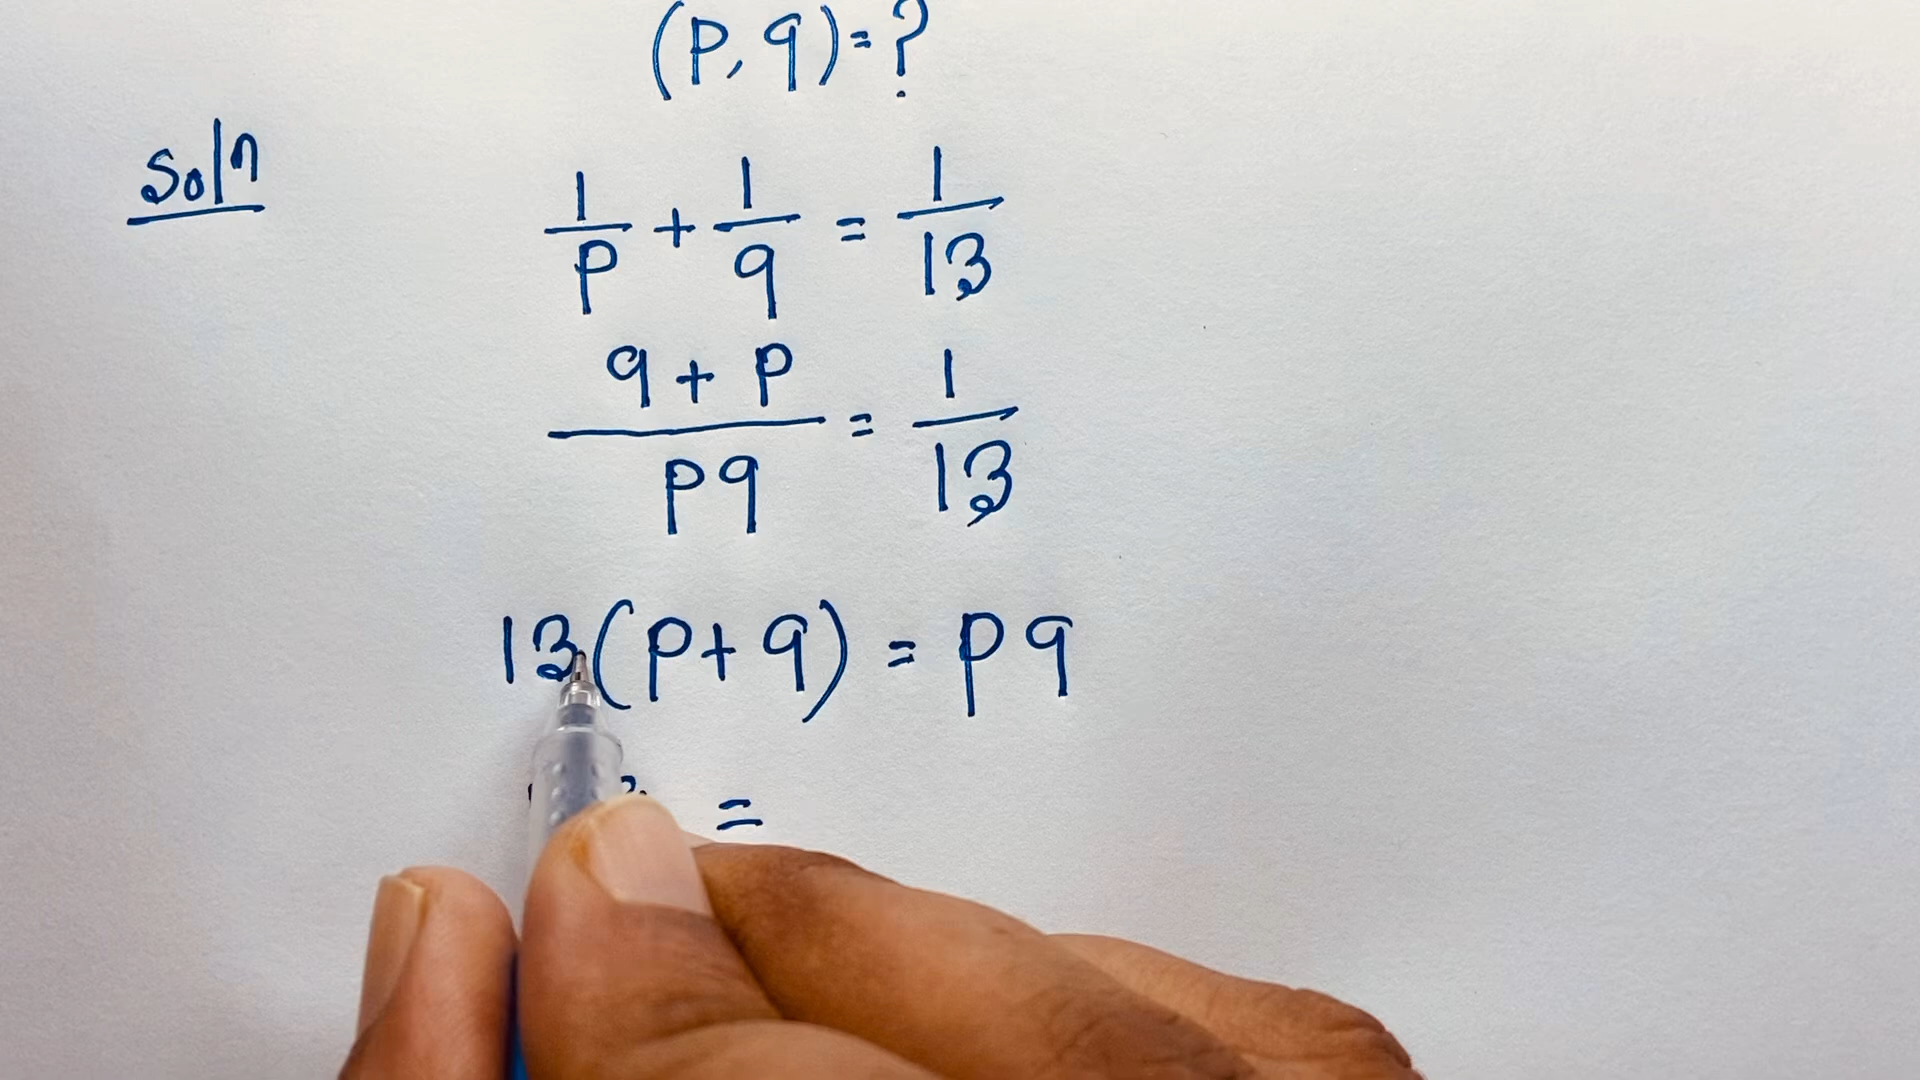 (P, q) = ?
Soln
1/P + 1/q = 1/13
q + P / Pq = 1/13
13(P + q) = Pq
=